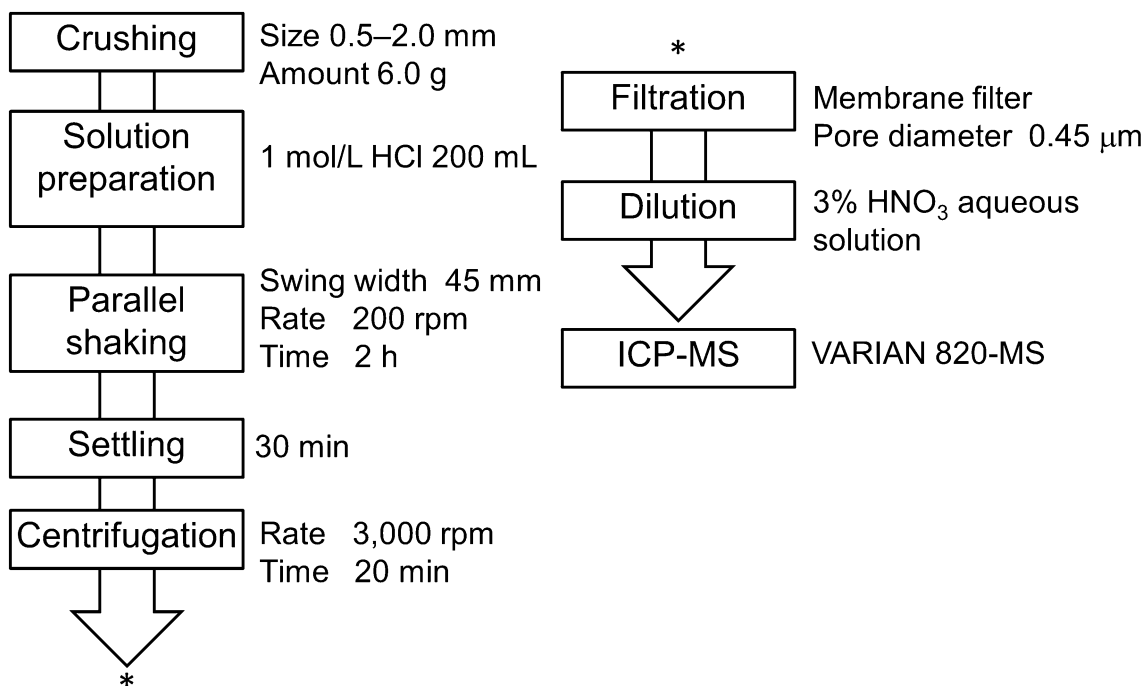 Crushing
Size 0.5–2.0 mm
Amount 6.0 g
Solution
preparation
1 mol/L HCl 200 mL
Parallel
shaking
Swing width 45 mm
Rate 200 rpm
Time 2 h
Settling
30 min
Centrifugation
Rate 3,000 rpm
Time 20 min
*
*
Filtration
Membrane filter
Pore diameter 0.45 μm
Dilution
3% HNO₃ aqueous
solution
ICP-MS
VARIAN 820-MS